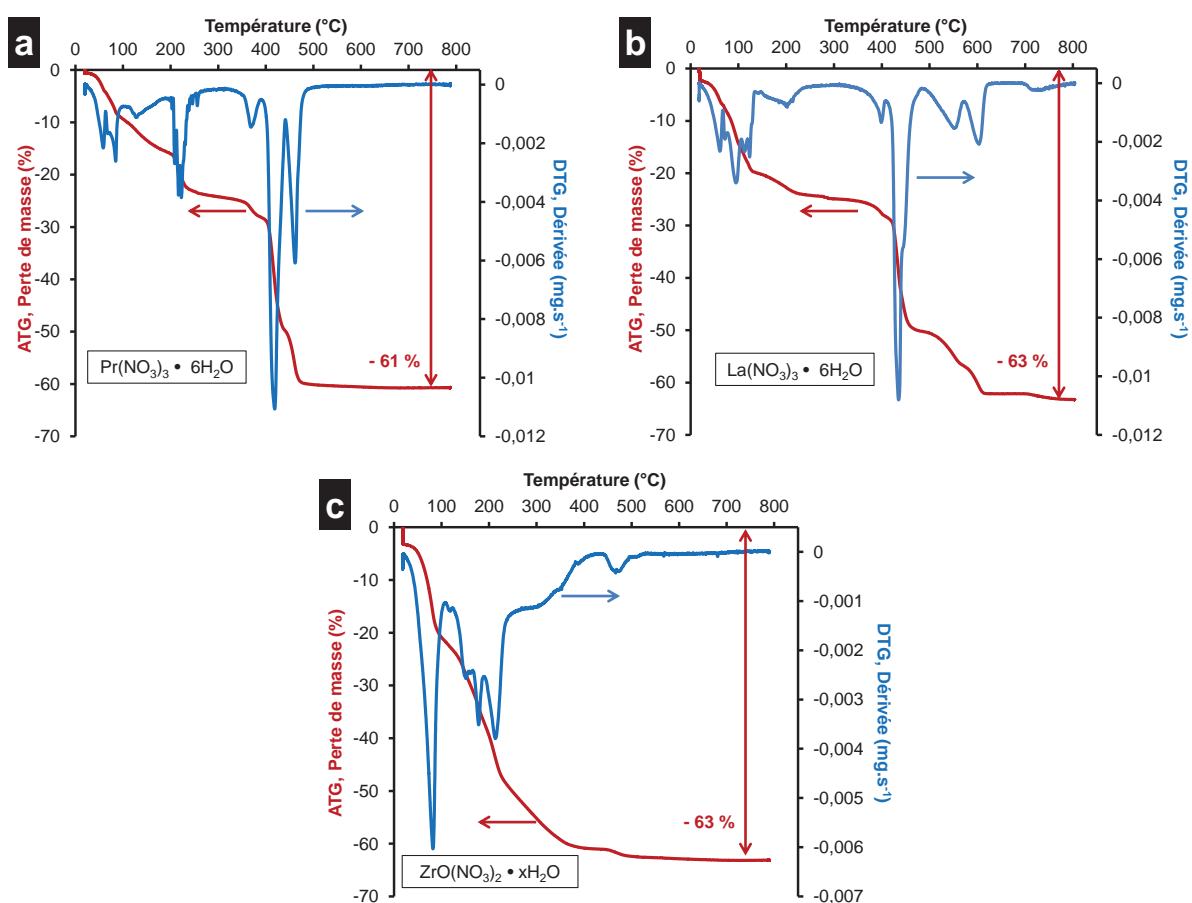 a
Température (°C)
0 100 200 300 400 500 600 700 800
0
-10
-20
-30
-40
-50
-60
-70
ATG, Perte de masse (%)
0
-0,002
-0,004
-0,006
-0,008
-0,01
-0,012
DTG, Dérivée (mg.s-1)
- 61 %
Pr(NO3)3 • 6H2O
b
Température (°C)
0 100 200 300 400 500 600 700 800
0
-10
-20
-30
-40
-50
-60
-70
ATG, Perte de masse (%)
0
-0,002
-0,004
-0,006
-0,008
-0,01
-0,012
DTG, Dérivée (mg.s-1)
- 63 %
La(NO3)3 • 6H2O
c
Température (°C)
0 100 200 300 400 500 600 700 800
0
-10
-20
-30
-40
-50
-60
-70
ATG, Perte de masse (%)
0
-0,001
-0,002
-0,003
-0,004
-0,005
-0,006
-0,007
DTG, Dérivée (mg.s-1)
- 63 %
ZrO(NO3)2 • xH2O